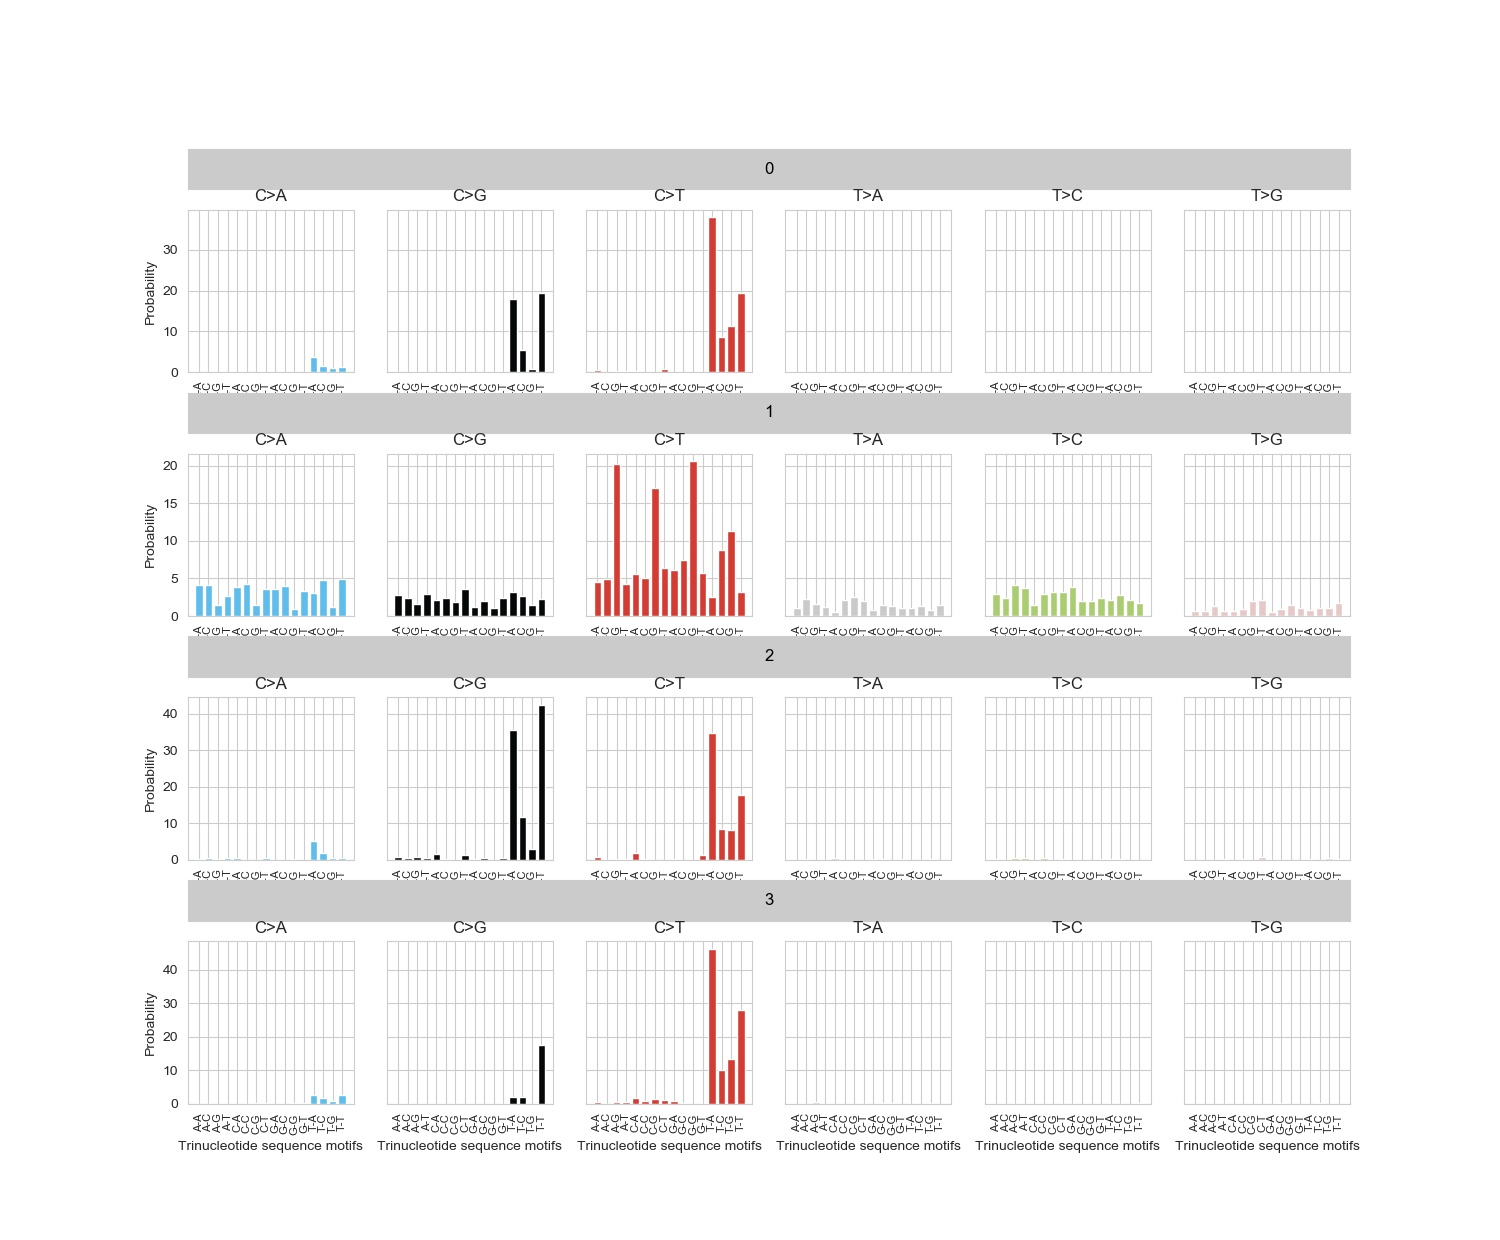 0
C>A C>G C>T T>A T>C T>G
Probability
30
20
10
0
1
C>A C>G C>T T>A T>C T>G
Probability
20
15
10
5
0
2
C>A C>G C>T T>A T>C T>G
Probability
40
30
20
10
0
3
C>A C>G C>T T>A T>C T>G
Probability
40
30
20
10
0
A-A A-C A-G A-T C-A C-C C-G C-T G-A G-C G-G G-T T-A T-C T-G T-T A-A A-C A-G A-T C-A C-C C-G C-T G-A G-C G-G G-T T-A T-C T-G T-T A-A A-C A-G A-T C-A C-C C-G C-T G-A G-C G-G G-T T-A T-C T-G T-T A-A A-C A-G A-T C-A C-C C-G C-T G-A G-C G-G G-T T-A T-C T-G T-T A-A A-C A-G A-T C-A C-C C-G C-T G-A G-C G-G G-T T-A T-C T-G T-T A-A A-C A-G A-T C-A C-C C-G C-T G-A G-C G-G G-T T-A T-C T-G T-T
Trinucleotide sequence motifs Trinucleotide sequence motifs Trinucleotide sequence motifs Trinucleotide sequence motifs Trinucleotide sequence motifs Trinucleotide sequence motifs